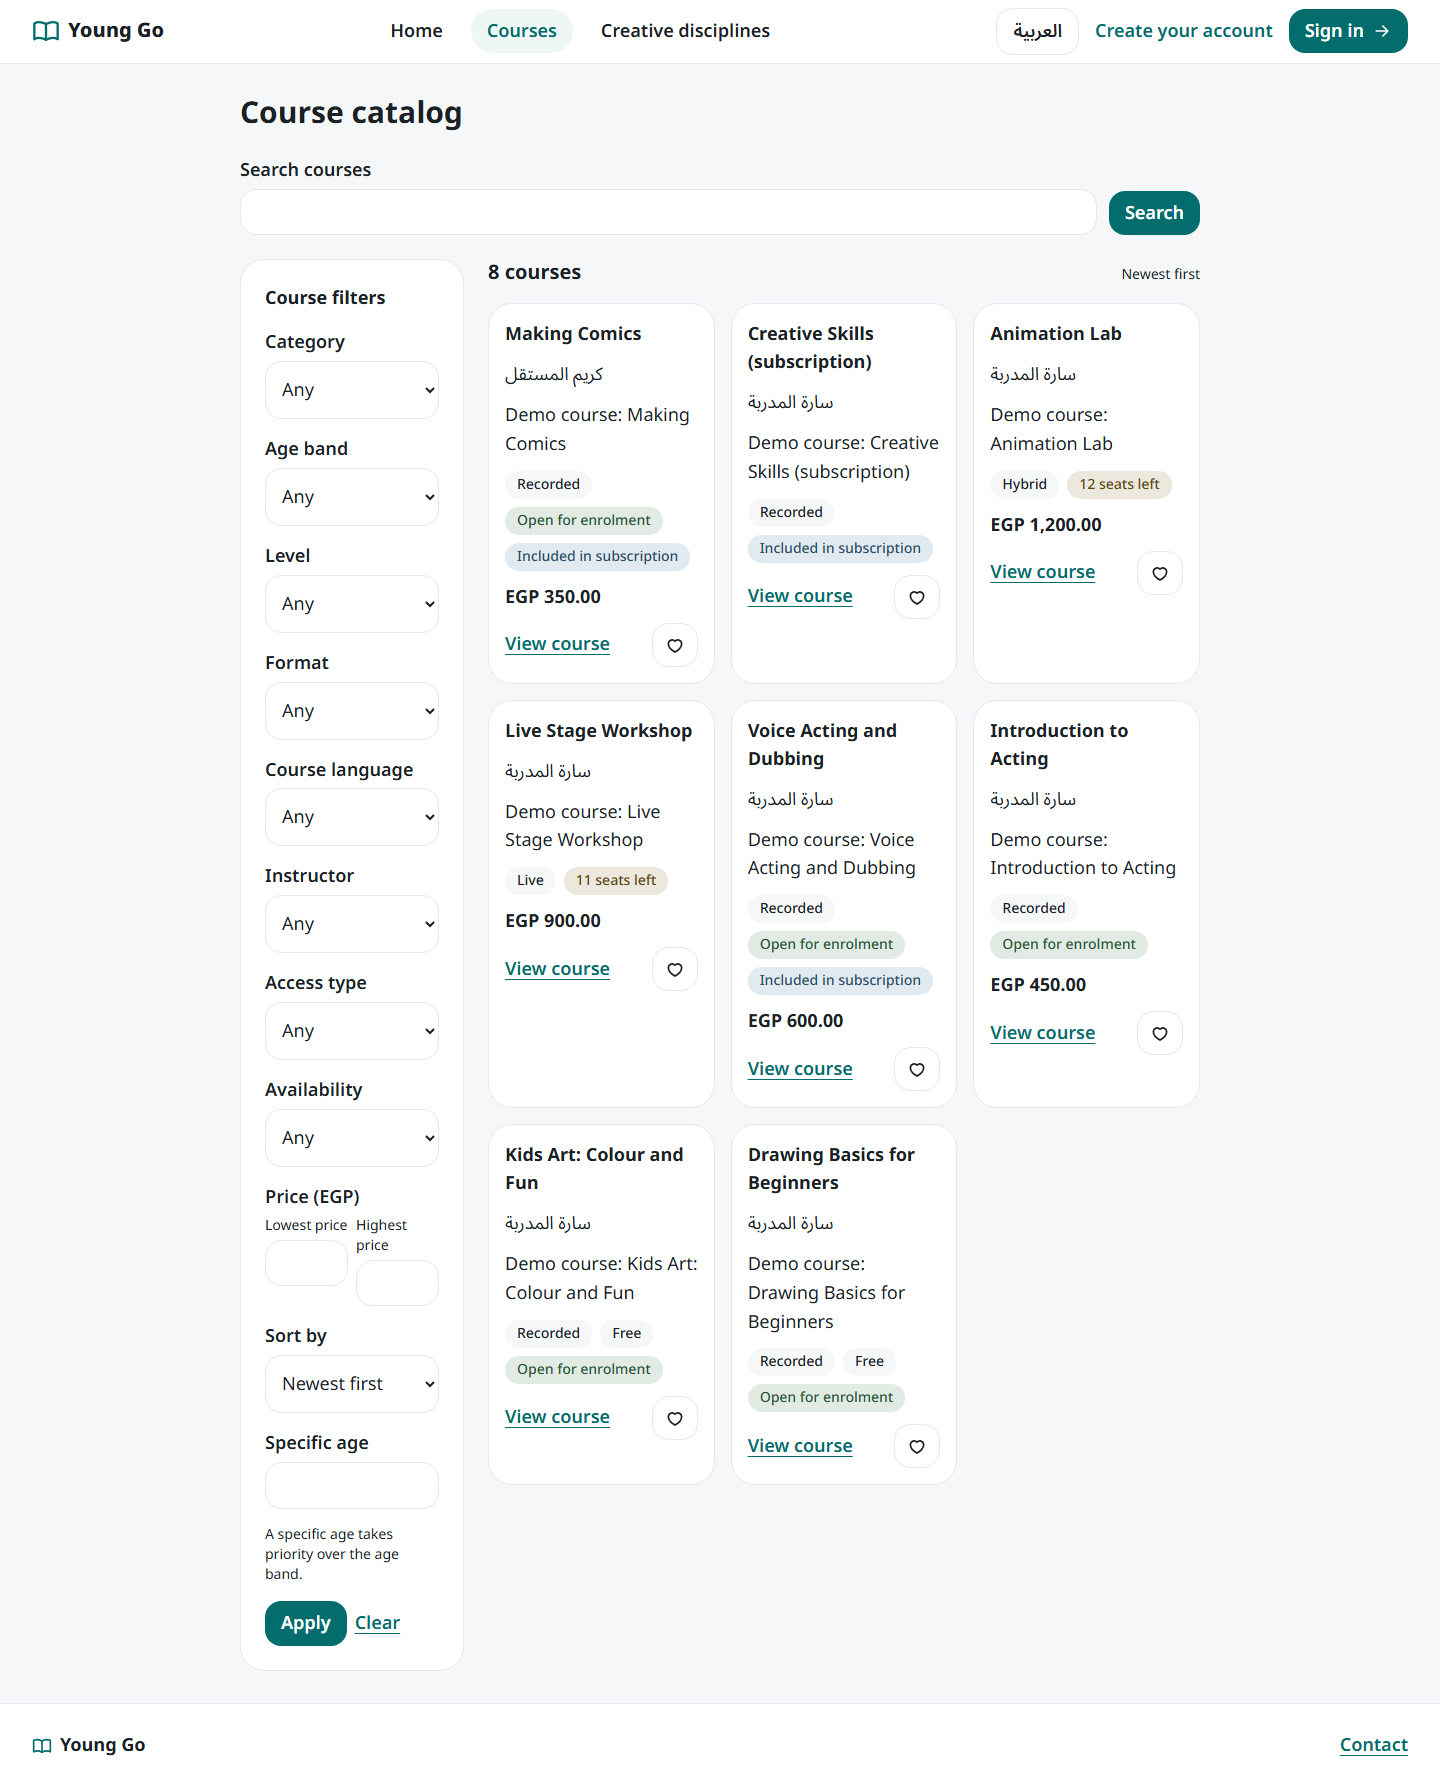 Young Go
Home
Courses
Creative disciplines
العربية
Create your account
Sign in
Course catalog
Search courses
Search
Course filters
Category
Any
Age band
Any
Level
Any
Format
Any
Course language
Any
Instructor
Any
Access type
Any
Availability
Any
Price (EGP)
Lowest price
Highest
price
Sort by
Newest first
Specific age
A specific age takes
priority over the age
band.
Apply
Clear
8 courses
Newest first
Making Comics
كريم المستقل
Demo course: Making
Comics
Recorded
Open for enrolment
Included in subscription
EGP 350.00
View course
Creative Skills
(subscription)
سارة المدربة
Demo course: Creative
Skills (subscription)
Recorded
Included in subscription
View course
Animation Lab
سارة المدربة
Demo course:
Animation Lab
Hybrid
12 seats left
EGP 1,200.00
View course
Live Stage Workshop
سارة المدربة
Demo course: Live
Stage Workshop
Live
11 seats left
EGP 900.00
View course
Voice Acting and
Dubbing
سارة المدربة
Demo course: Voice
Acting and Dubbing
Recorded
Open for enrolment
Included in subscription
EGP 600.00
View course
Introduction to
Acting
سارة المدربة
Demo course:
Introduction to Acting
Recorded
Open for enrolment
EGP 450.00
View course
Kids Art: Colour and
Fun
سارة المدربة
Demo course: Kids Art:
Colour and Fun
Recorded
Free
Open for enrolment
View course
Drawing Basics for
Beginners
سارة المدربة
Demo course:
Drawing Basics for
Beginners
Recorded
Free
Open for enrolment
View course
Young Go
Contact